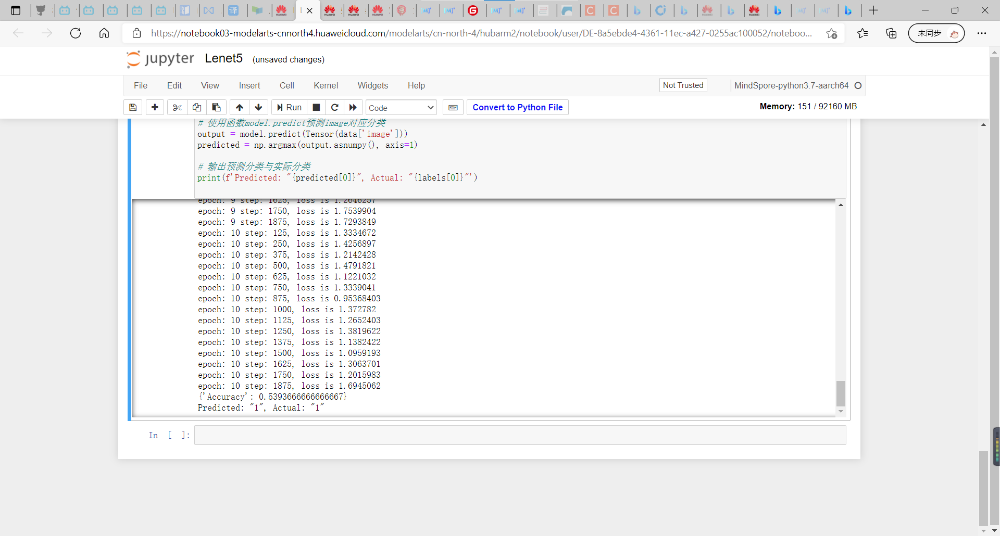 https://notebook03-modelarts-cnnorth4.huaweicloud.com/modelarts/cn-north-4/hubarm2/notebook/user/DE-8a5ebde4-4361-11ec-a427-0255ac100052/noteboo...
未同步
jupyter Lenet5 (unsaved changes)
File Edit View Insert Cell Kernel Widgets Help Not Trusted MindSpore-python3.7-aarch64
Run Code Convert to Python File Memory: 151 / 92160 MB
# 使用函数model.predict预测image对应分类
output = model.predict(Tensor(data['image']))
predicted = np.argmax(output.asnumpy(), axis=1)
# 输出预测分类与实际分类
print(f'Predicted: "{predicted[0]}", Actual: "{labels[0]}"')
epoch: 9 step: 1625, loss is 1.2646257
epoch: 9 step: 1750, loss is 1.7539904
epoch: 9 step: 1875, loss is 1.7293849
epoch: 10 step: 125, loss is 1.3334672
epoch: 10 step: 250, loss is 1.4256897
epoch: 10 step: 375, loss is 1.2142428
epoch: 10 step: 500, loss is 1.4791821
epoch: 10 step: 625, loss is 1.1221032
epoch: 10 step: 750, loss is 1.3339041
epoch: 10 step: 875, loss is 0.95368403
epoch: 10 step: 1000, loss is 1.372782
epoch: 10 step: 1125, loss is 1.2652403
epoch: 10 step: 1250, loss is 1.3819622
epoch: 10 step: 1375, loss is 1.1382422
epoch: 10 step: 1500, loss is 1.0959193
epoch: 10 step: 1625, loss is 1.3063701
epoch: 10 step: 1750, loss is 1.2015983
epoch: 10 step: 1875, loss is 1.6945062
{'Accuracy': 0.5393666666666667}
Predicted: "1", Actual: "1"
In [ ]: